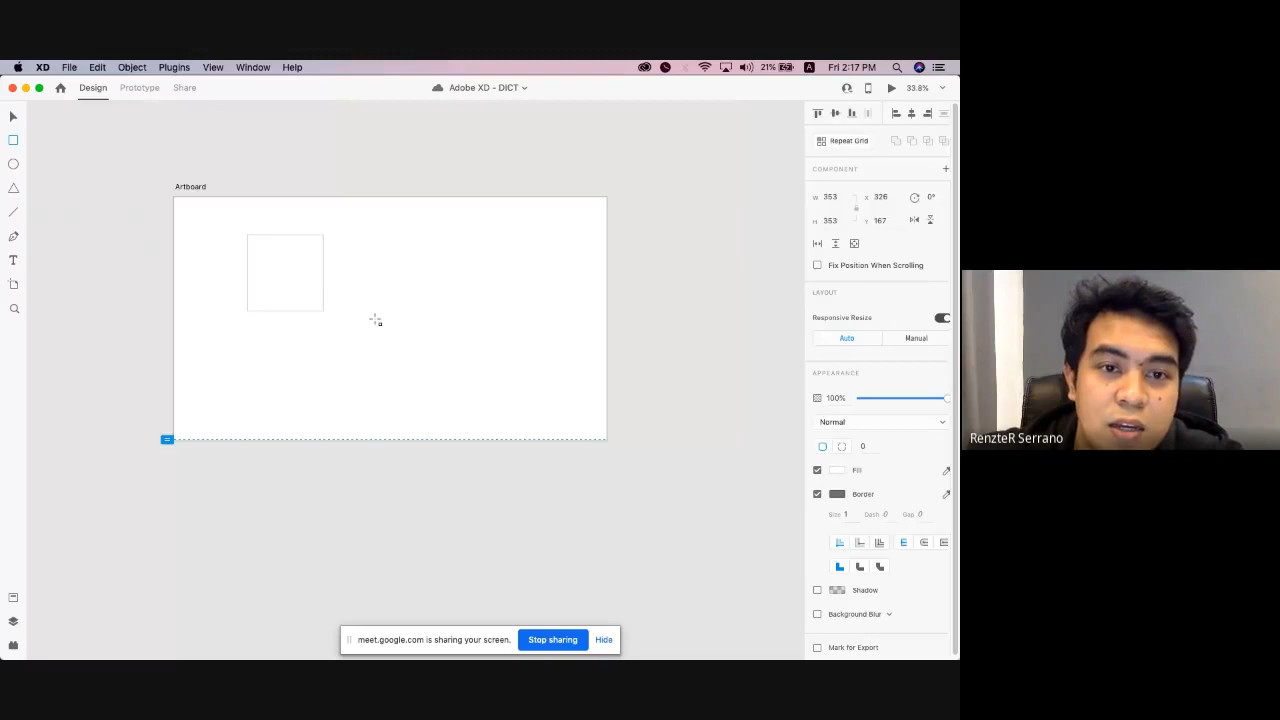 XD File Edit Object Plugins View Window Help
21% A Fri 2:17 PM
Design Prototype Share
Adobe XD - DICT
33.8%
Repeat Grid
COMPONENT
Artboard
W 353 X 326 0°
H 353 Y 167
Fix Position When Scrolling
LAYOUT
Responsive Resize
Auto Manual
APPEARANCE
100%
Normal
0
Fill
Border
Size 1 Dash 0 Gap 0
Shadow
Background Blur
Mark for Export
T
meet.google.com is sharing your screen. Stop sharing Hide
RenzteR Serrano